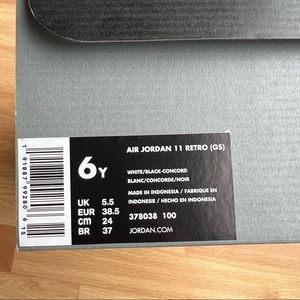 6Y
AIR JORDAN 11 RETRO (GS)
WHITE/BLACK-CONCORD
BLANC/CONCORDE/NOIR
MADE IN INDONESIA / FABRIQUE EN
INDONESIE / HECHO EN INDONESIA
UK 5.5
EUR 38.5
cm 24
BR 37
378038 100
JORDAN.COM